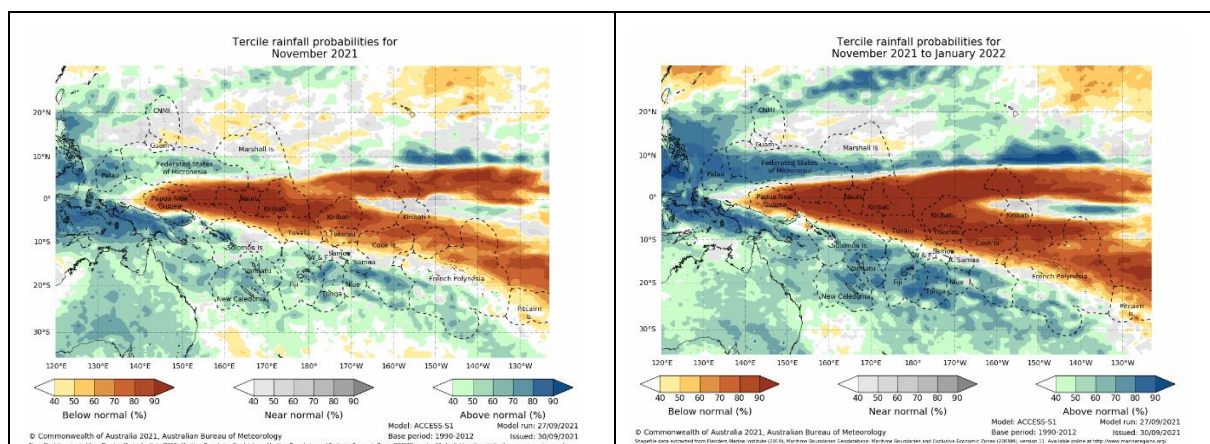 Tercile rainfall probabilities for
November 2021
20°N
10°N
0°
10°S
20°S
30°S
CNMI
Guam
Marshall Is.
Palau
Federated States
of Micronesia
Papua New
Guinea
Nauru
Kiribati
Kiribati
Kiribati
Tuvalu
Tokelau
Solomon Is.
Cook Is.
Samoa
W & F
A. Samoa
Vanuatu
Fiji
Niue
Tonga
French Polynesia
New Caledonia
Pitcairn
Is.
120°E 130°E 140°E 150°E 160°E 170°E 180° 170°W 160°W 150°W 140°W 130°W
40 50 60 70 80 90
Below normal (%)
40 50 60 70 80 90
Near normal (%)
40 50 60 70 80 90
Above normal (%)
Model: ACCESS-S1
Model run: 27/09/2021
© Commonwealth of Australia 2021, Australian Bureau of Meteorology
Base period: 1990-2012
Issued: 30/09/2021
Tercile rainfall probabilities for
November 2021 to January 2022
20°N
10°N
0°
10°S
20°S
30°S
CNMI
Guam
Marshall Is.
Palau
Federated States
of Micronesia
Papua New
Guinea
Nauru
Kiribati
Kiribati
Kiribati
Tuvalu
Tokelau
Solomon Is.
Cook Is.
Samoa
W & F
A. Samoa
Vanuatu
Fiji
Niue
Tonga
French Polynesia
New Caledonia
Pitcairn
Is.
120°E 130°E 140°E 150°E 160°E 170°E 180° 170°W 160°W 150°W 140°W 130°W
40 50 60 70 80 90
Below normal (%)
40 50 60 70 80 90
Near normal (%)
40 50 60 70 80 90
Above normal (%)
Model: ACCESS-S1
Model run: 27/09/2021
© Commonwealth of Australia 2021, Australian Bureau of Meteorology
Base period: 1990-2012
Issued: 30/09/2021